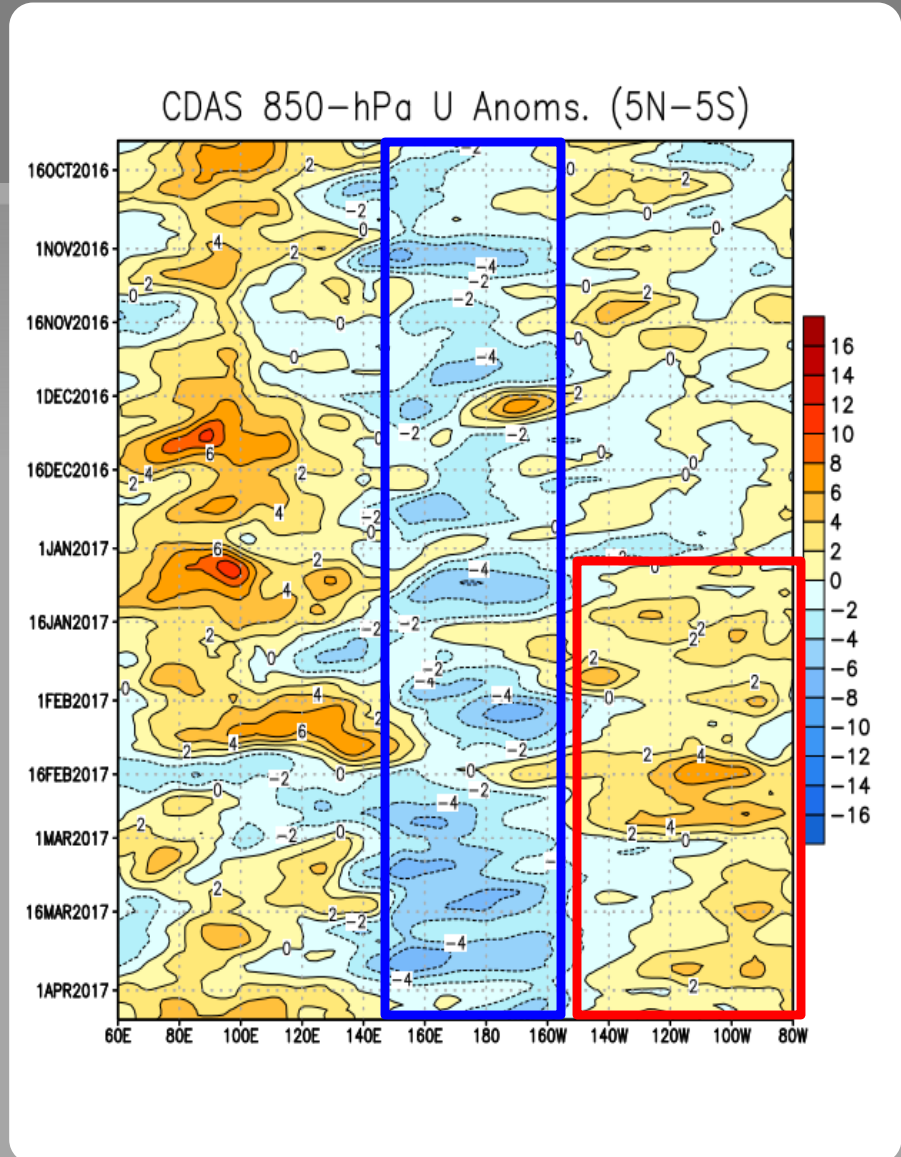 CDAS 850-hPa U Anoms. (5N-5S)
16OCT2016
1NOV2016
16NOV2016
1DEC2016
16DEC2016
1JAN2017
16JAN2017
1FEB2017
16FEB2017
1MAR2017
16MAR2017
1APR2017
60E 80E 100E 120E 140E 160E 180 160W 140W 120W 100W 80W
16
14
12
10
8
6
4
2
0
-2
-4
-6
-8
-10
-12
-14
-16